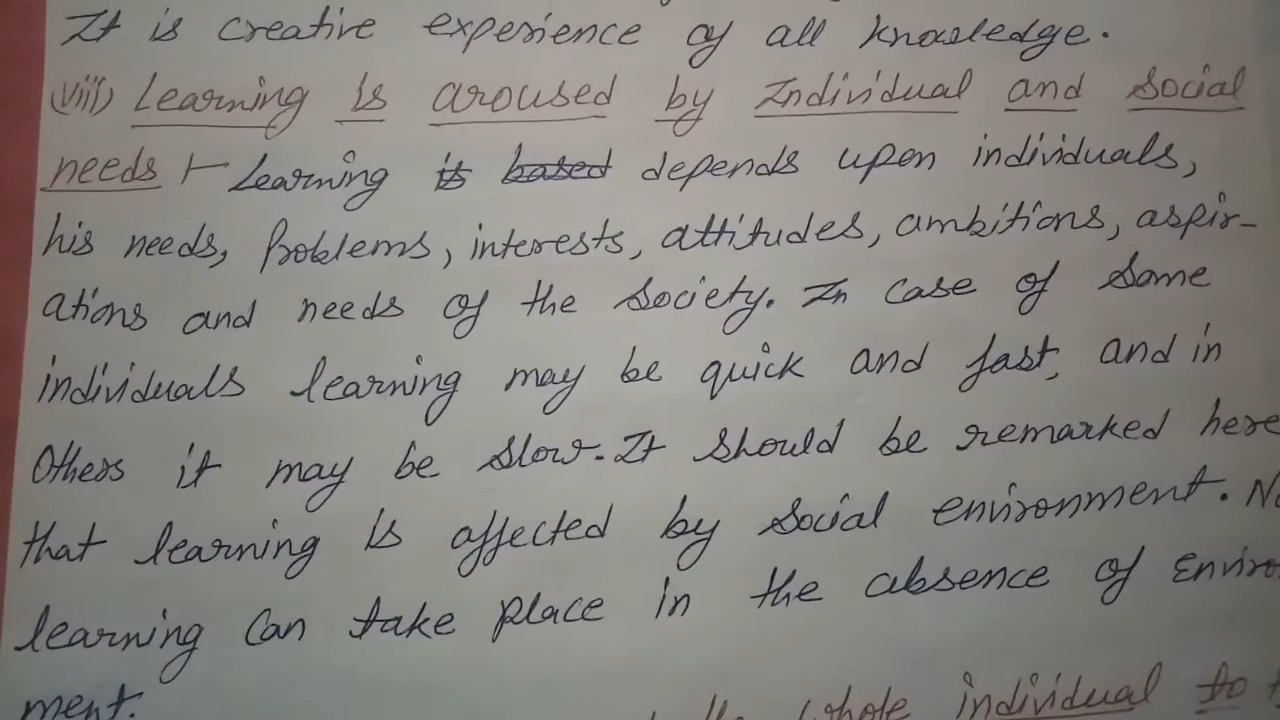 It is creative experience of all knowledge.
(viii) Learning is aroused by Individual and Social
needs :- Learning is based depends upon individuals,
his needs, Problems, interests, attitudes, ambitions, aspir-
ations and needs of the Society. In case of Some
individuals learning may be quick and fast, and in
Others it may be slow. It should be remarked here
that learning is affected by Social environment. No
learning Can take place in the absence of Enviro
ment.
whole individual to